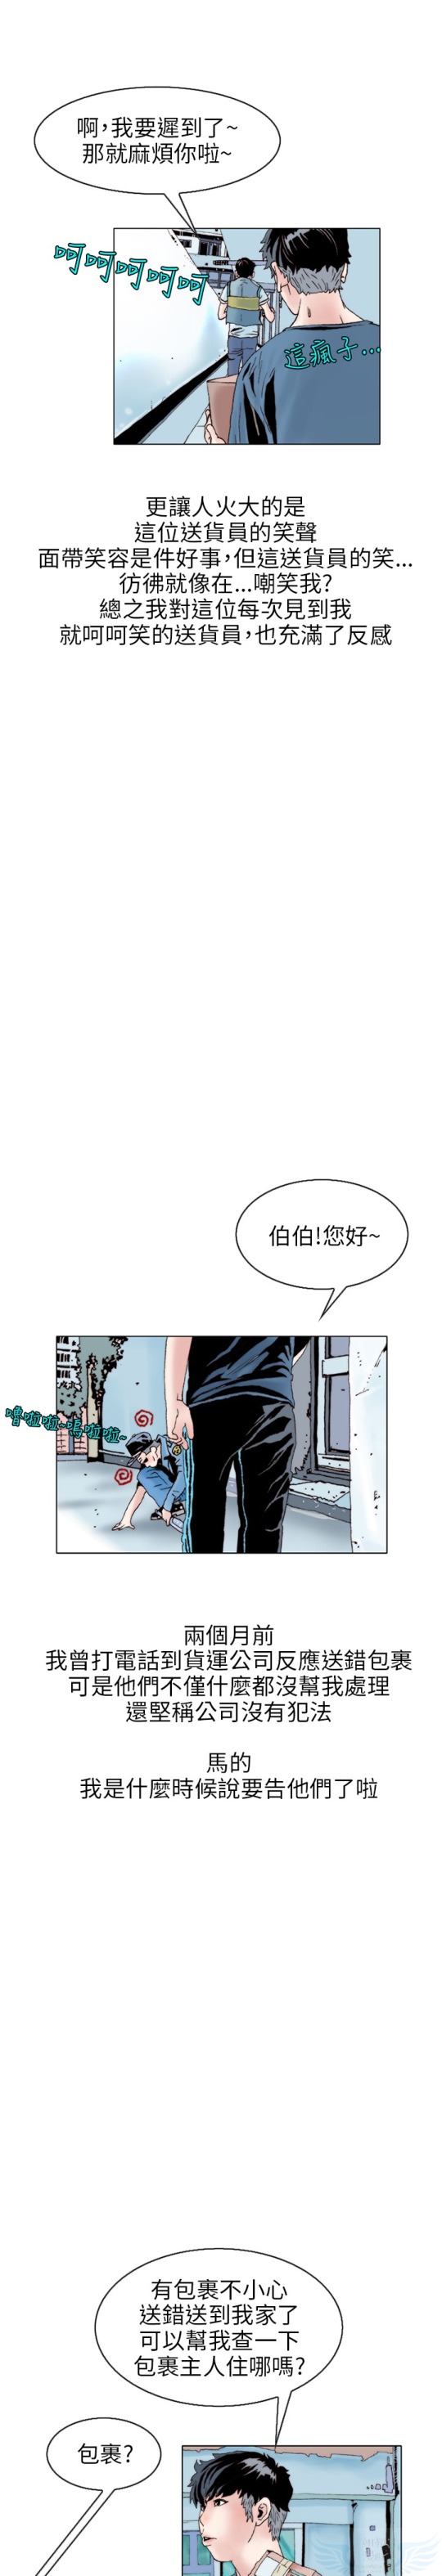 啊,我要遲到了~
那就麻煩你啦~
呵呵呵呵呵
這瘋子...
更讓人火大的是
這位送貨員的笑聲
面帶笑容是件好事,但這送貨員的笑...
彷彿就像在...嘲笑我?
總之我對這位每次見到我
就呵呵笑的送貨員,也充滿了反感
伯伯!您好~
嚕啦啦~嗚啦啦~
兩個月前
我曾打電話到貨運公司反應送錯包裹
可是他們不僅什麼都沒幫我處理
還堅稱公司沒有犯法
馬的
我是什麼時候說要告他們了啦
有包裹不小心
送錯送到我家了
可以幫我查一下
包裹主人住哪嗎?
包裹?